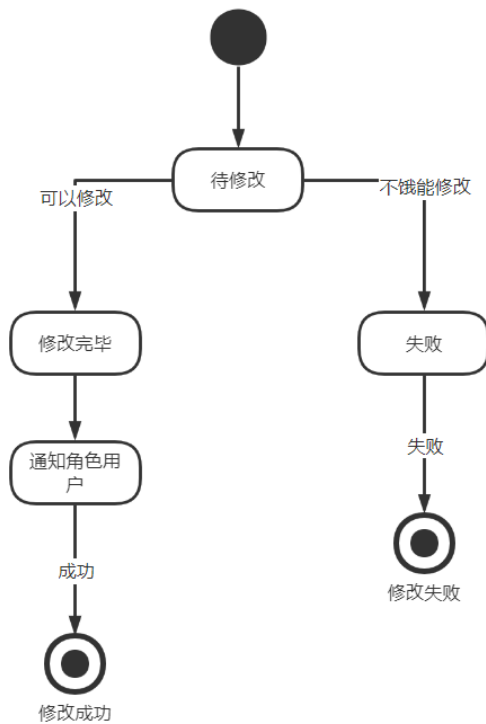 待修改
可以修改
不饿能修改
修改完毕
失败
通知角色用
户
失败
成功
修改失败
修改成功